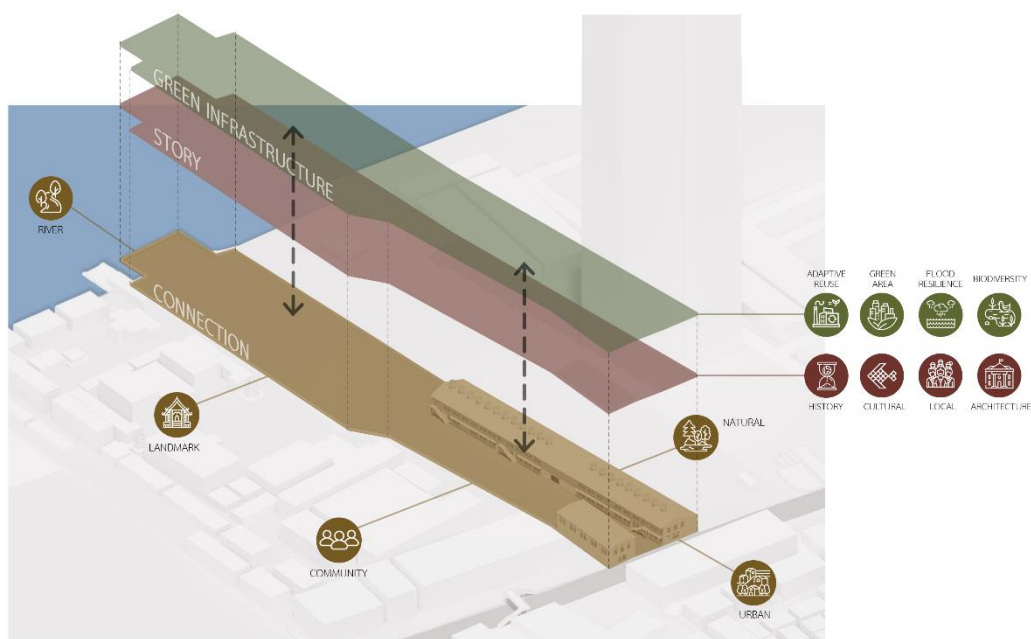 GREEN INFRASTRUCTURE
STORY
CONNECTION
RIVER
LANDMARK
COMMUNITY
NATURAL
URBAN
ADAPTIVE
REUSE
GREEN
AREA
FLOOD
RESILIENCE
BIODIVERSITY
HISTORY
CULTURAL
LOCAL
ARCHITECTURE